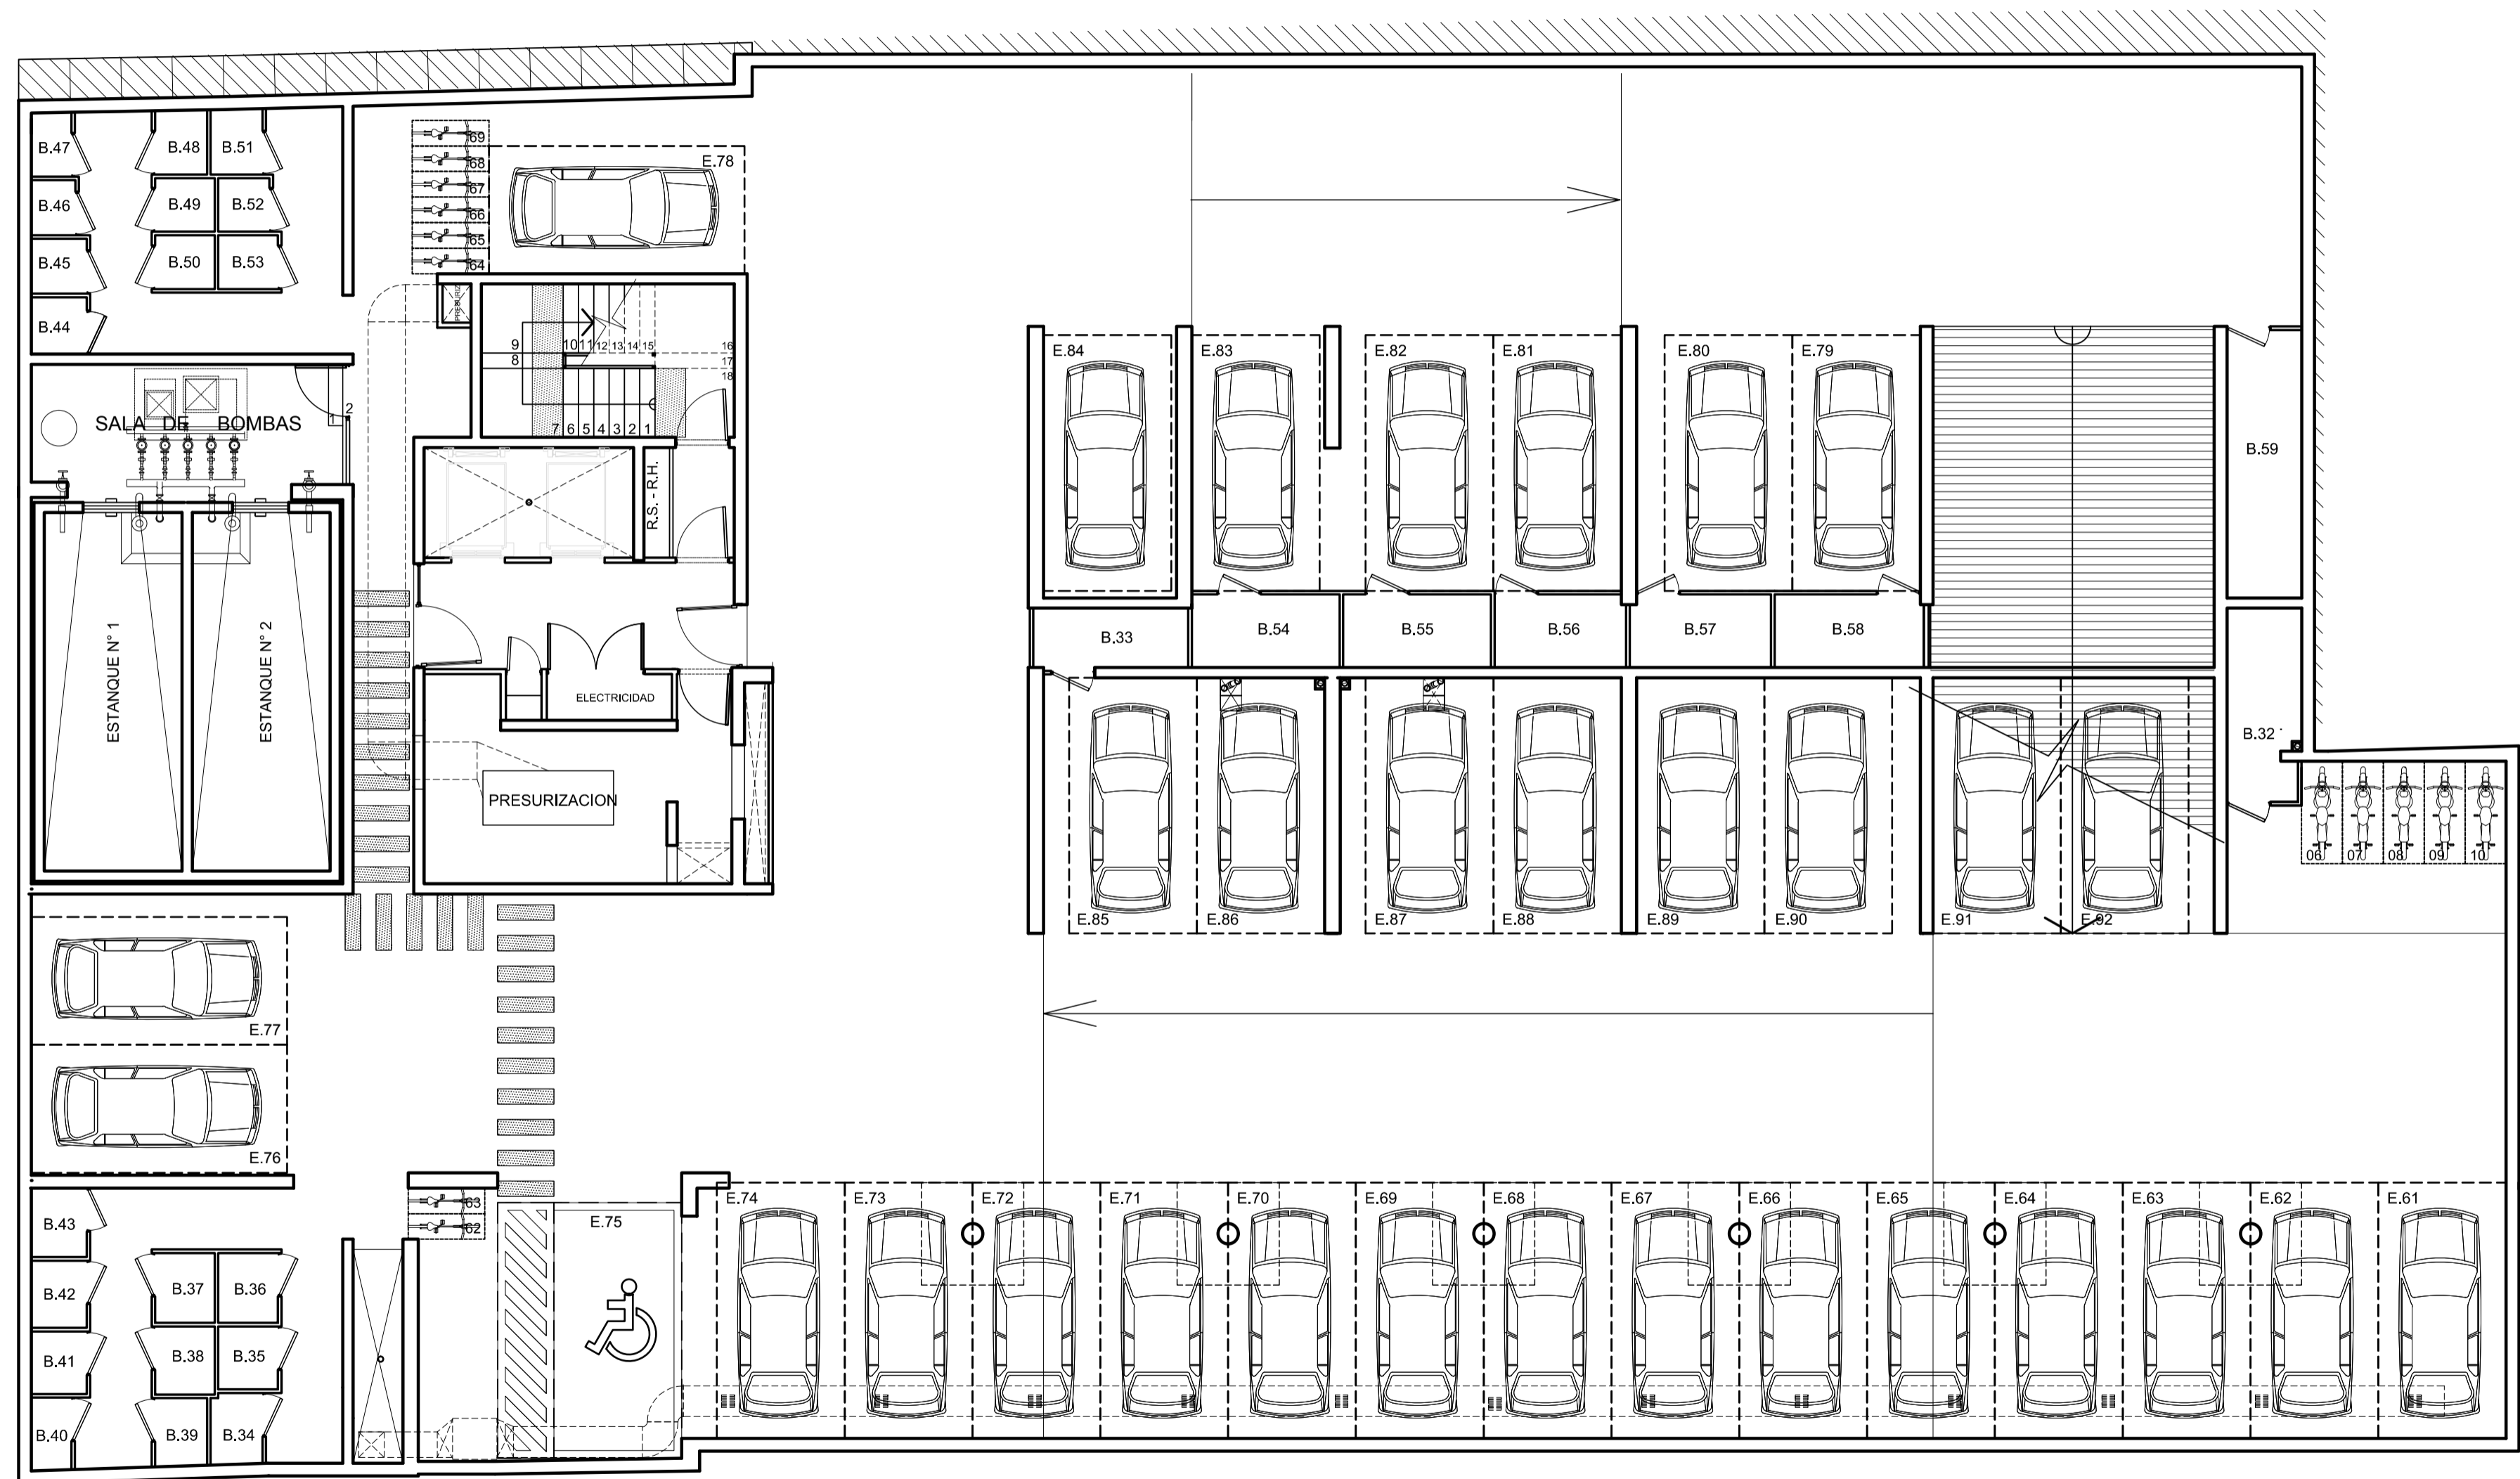 B.47
B.48
B.51
B.46
B.49
B.52
B.45
B.50
B.53
B.44
69
68
67
66
65
64
E.78
PRESURIZ
9
10
11
12
13
14
15
16
8
17
18
7
6
5
4
3
2
1
SALA DE BOMBAS
1
2
R.S. - R.H.
ESTANQUE N° 1
ESTANQUE N° 2
ELECTRICIDAD
PRESURIZACION
E.84
E.83
E.82
E.81
E.80
E.79
B.59
B.33
B.54
B.55
B.56
B.57
B.58
B.32
06
07
08
09
10
E.85
E.86
E.87
E.88
E.89
E.90
E.91
E.92
E.77
E.76
63
62
B.43
B.42
B.37
B.36
B.41
B.38
B.35
B.40
B.39
B.34
E.75
E.74
E.73
E.72
E.71
E.70
E.69
E.68
E.67
E.66
E.65
E.64
E.63
E.62
E.61